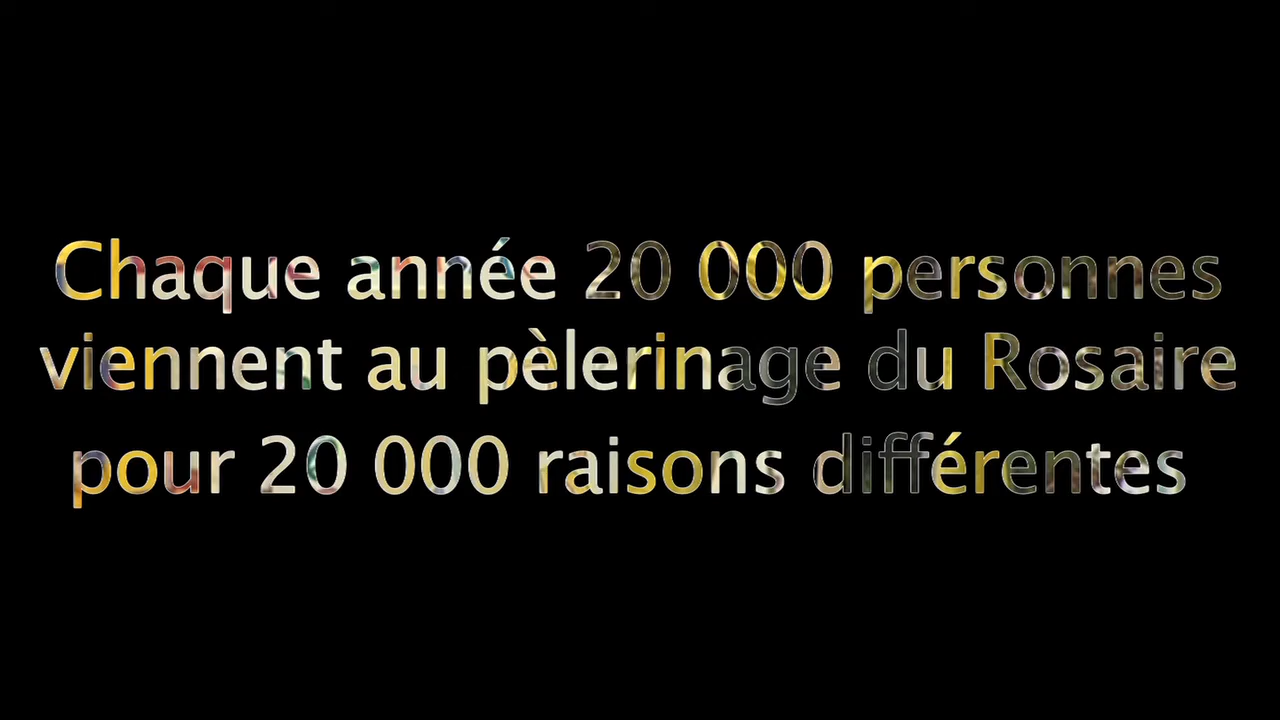 Chaque année 20 000 personnes
viennent au pèlerinage du Rosaire
pour 20 000 raisons différentes